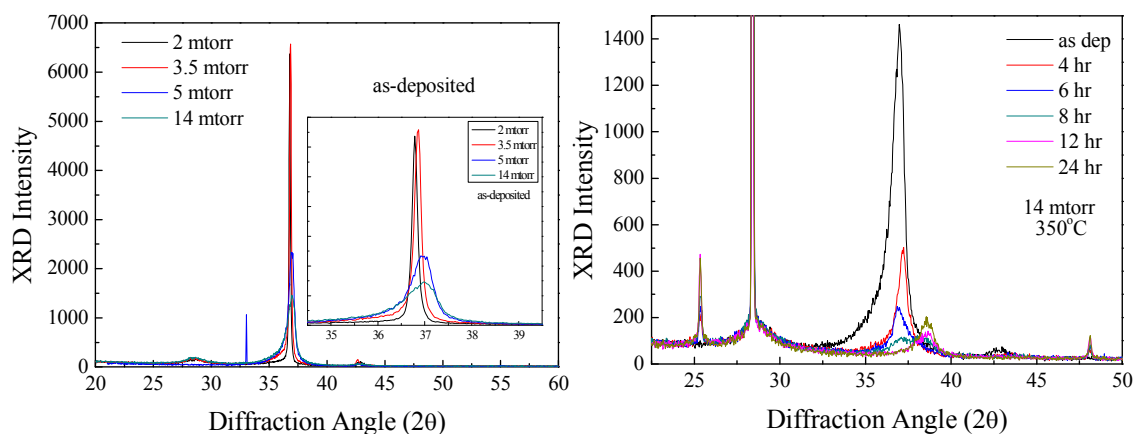 7000
6000
5000
4000
3000
2000
1000
0
XRD Intensity
2 mtorr
3.5 mtorr
5 mtorr
14 mtorr
as-deposited
2 mtorr
3.5 mtorr
5 mtorr
14 mtorr
as-deposited
35 36 37 38 39
20 25 30 35 40 45 50 55 60
Diffraction Angle (2θ)
1400
1200
1000
800
600
400
200
0
XRD Intensity
as dep
4 hr
6 hr
8 hr
12 hr
24 hr
14 mtorr
350°C
25 30 35 40 45 50
Diffraction Angle (2θ)